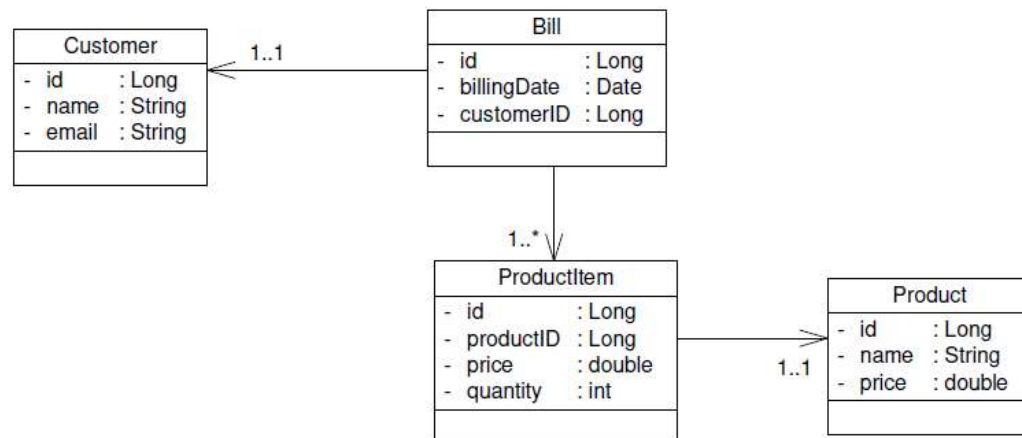 Customer
- id : Long
- name : String
- email : String
1..1
Bill
- id : Long
- billingDate : Date
- customerID : Long
1..*
ProductItem
- id : Long
- productID : Long
- price : double
- quantity : int
1..1
Product
- id : Long
- name : String
- price : double